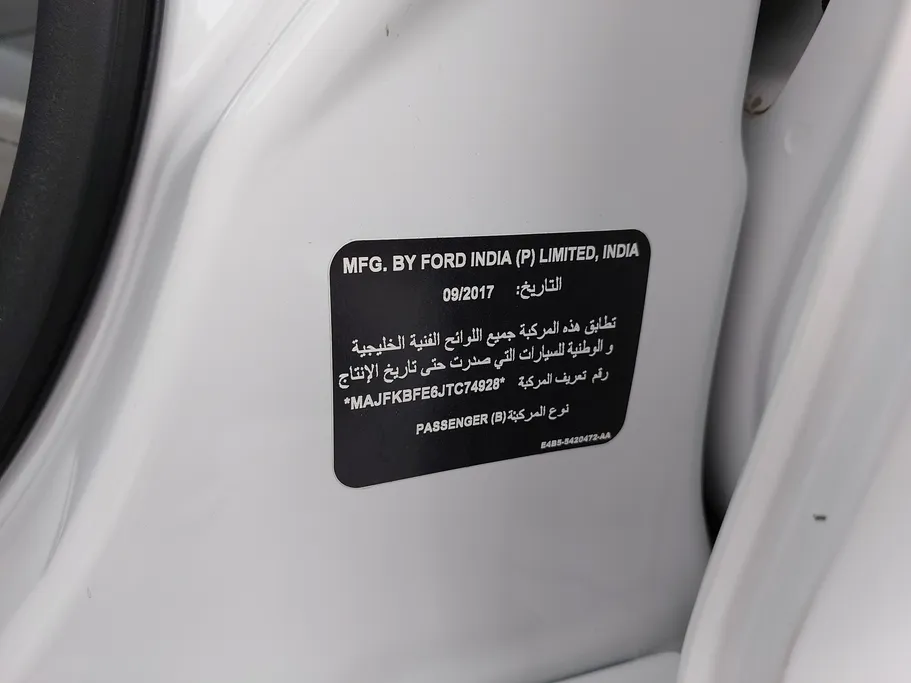 MFG. BY FORD INDIA (P) LIMITED, INDIA
التاريخ: 09/2017
تطابق هذه المركبة جميع اللوائح الفنية الخليجية
و الوطنية للسيارات التي صدرت حتى تاريخ الإنتاج
رقم تعريف المركبة *MAJFKBFE6JTC74928*
نوع المركبة PASSENGER (B)
E4B5-5420472-AA